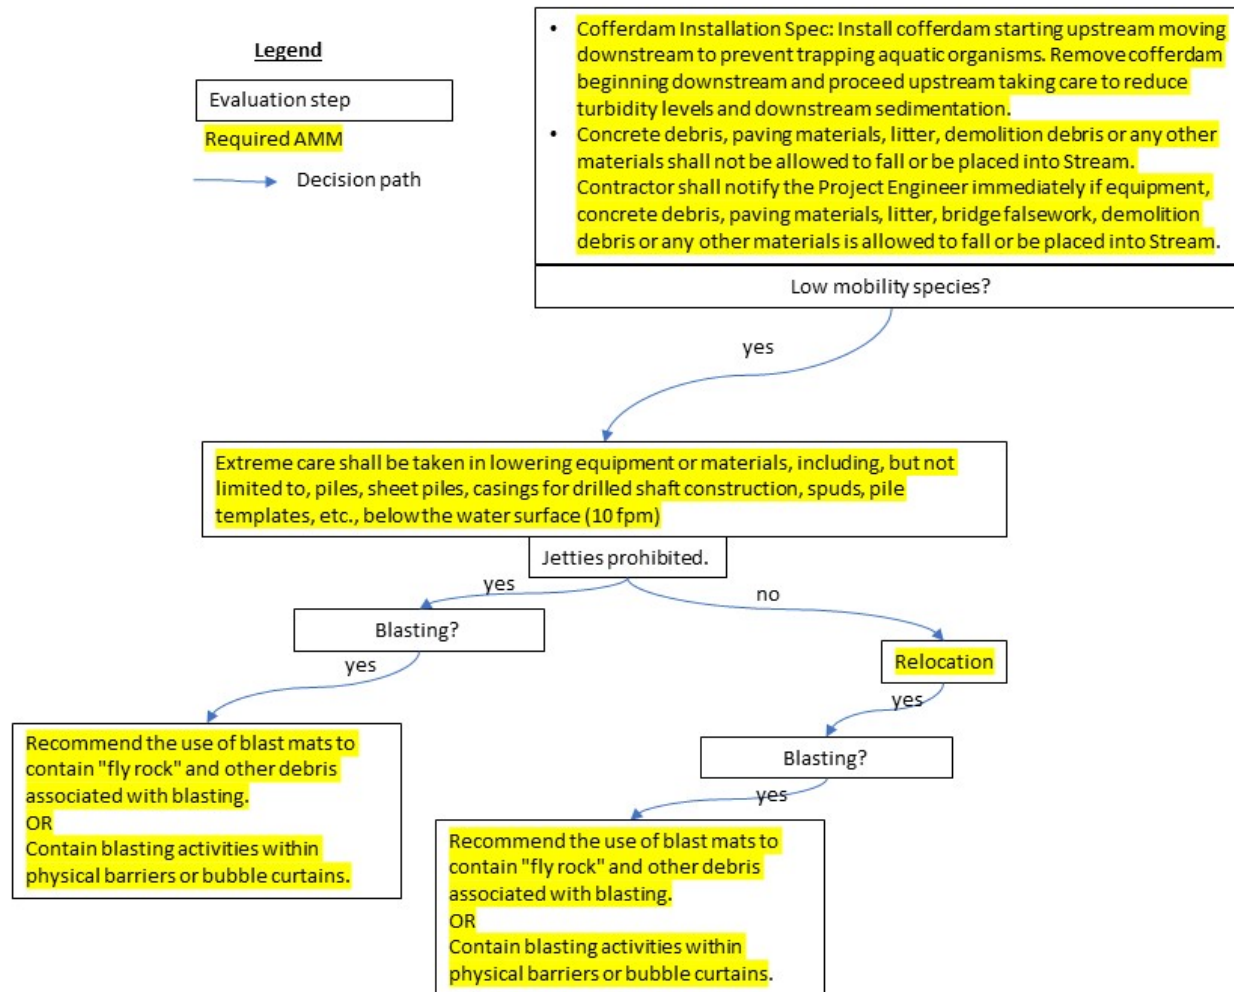 Legend
Evaluation step
Required AMM
Decision path
• Cofferdam Installation Spec: Install cofferdam starting upstream moving
downstream to prevent trapping aquatic organisms. Remove cofferdam
beginning downstream and proceed upstream taking care to reduce
turbidity levels and downstream sedimentation.
• Concrete debris, paving materials, litter, demolition debris or any other
materials shall not be allowed to fall or be placed into Stream.
Contractor shall notify the Project Engineer immediately if equipment,
concrete debris, paving materials, litter, bridge falsework, demolition
debris or any other materials is allowed to fall or be placed into Stream.
Low mobility species?
yes
Extreme care shall be taken in lowering equipment or materials, including, but not
limited to, piles, sheet piles, casings for drilled shaft construction, spuds, pile
templates, etc., below the water surface (10 fpm)
Jetties prohibited.
yes
no
Blasting?
Relocation
yes
yes
Recommend the use of blast mats to
contain "fly rock" and other debris
associated with blasting.
OR
Contain blasting activities within
physical barriers or bubble curtains.
Blasting?
yes
Recommend the use of blast mats to
contain "fly rock" and other debris
associated with blasting.
OR
Contain blasting activities within
physical barriers or bubble curtains.